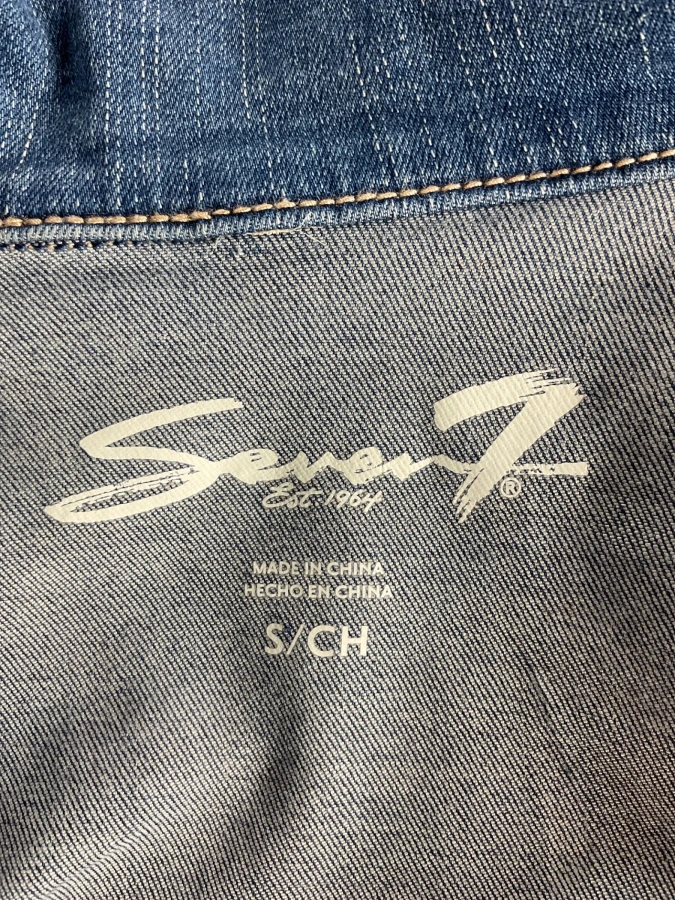 Seven7®
Est 1964
MADE IN CHINA
HECHO EN CHINA
S/CH